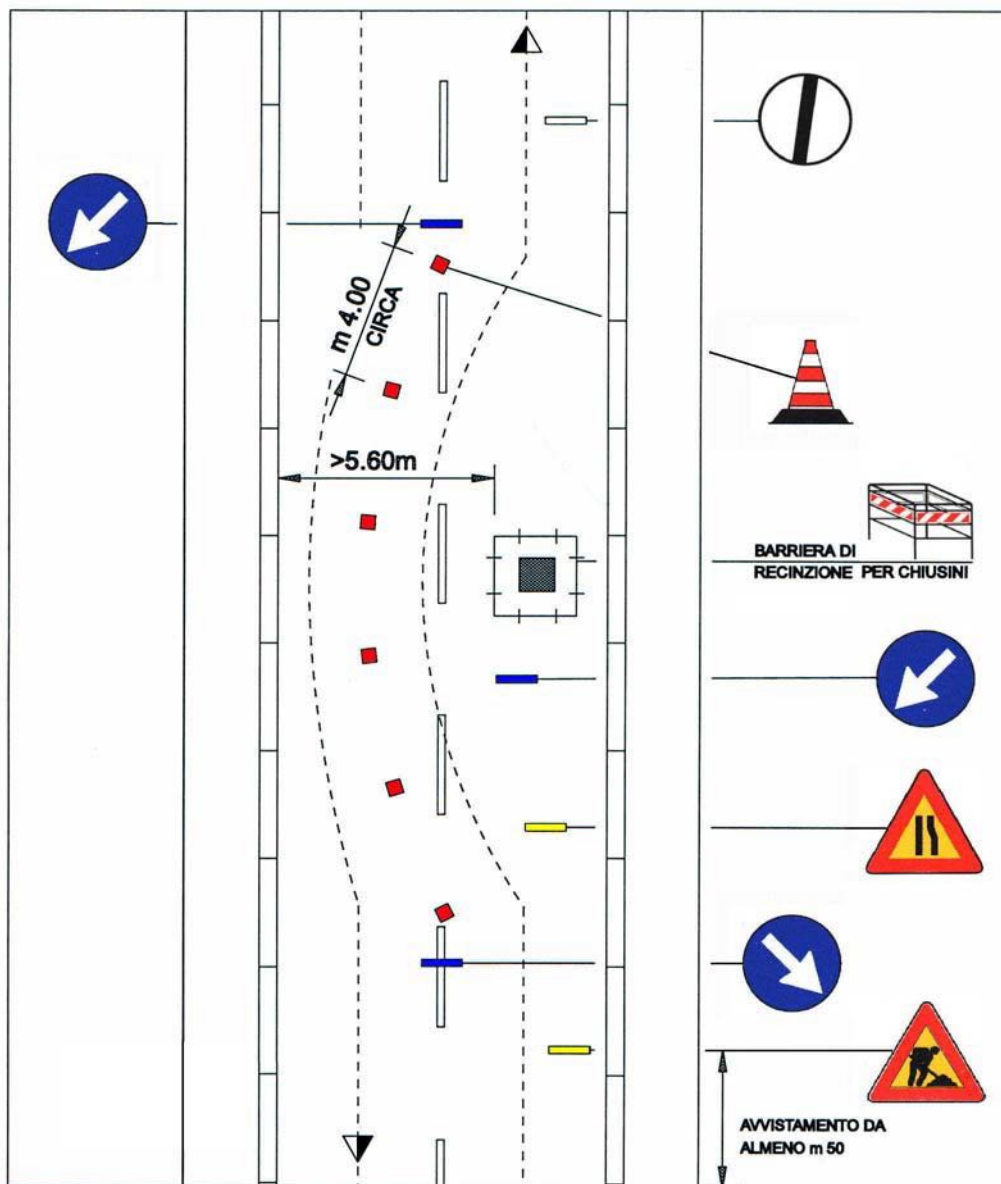 m 4.00
CIRCA
>5.60m
BARRIERA DI
RECINZIONE PER CHIUSINI
AVVISTAMENTO DA
ALMENO m 50